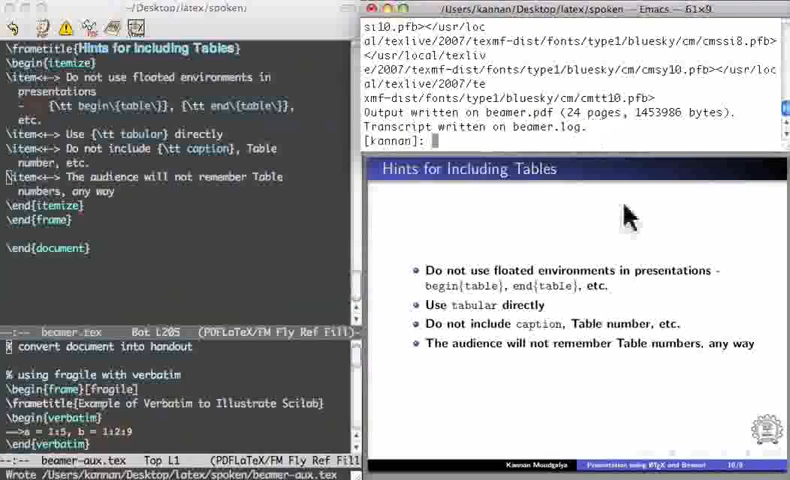 ~/Desktop/latex/spoken
\frametitle{Hints for Including Tables}
\begin{itemize}
\item<+-> Do not use floated environments in
presentations
- {\tt begin\{table\}}, {\tt end\{table\}},
etc.
\item<+-> Use {\tt tabular} directly
\item<+-> Do not include {\tt caption}, Table
number, etc.
\item<+-> The audience will not remember Table
numbers, any way
\end{itemize}
\end{frame}
\end{document}
--:-- beamer.tex Bot L205 (PDFLaTeX/FM Fly Ref Fill)-
% convert document into handout
% using fragile with verbatim
\begin{frame}[fragile]
\frametitle{Example of Verbatim to Illustrate Scilab}
\begin{verbatim}
-->a = 1:5, b = 1:2:9
\end{verbatim}
--:-- beamer-aux.tex Top L1 (PDFLaTeX/FM Fly Ref Fill
Wrote /Users/kannan/Desktop/latex/spoken/beamer-aux.tex
/Users/kannan/Desktop/latex/spoken — Emacs — 61×9
si10.pfb></usr/loc
al/texlive/2007/texmf-dist/fonts/type1/bluesky/cm/cmssi8.pfb>
</usr/local/texliv
e/2007/texmf-dist/fonts/type1/bluesky/cm/cmsy10.pfb></usr/loc
al/texlive/2007/te
xmf-dist/fonts/type1/bluesky/cm/cmtt10.pfb>
Output written on beamer.pdf (24 pages, 1453986 bytes).
Transcript written on beamer.log.
[kannan]:
Hints for Including Tables
Do not use floated environments in presentations -
begin{table}, end{table}, etc.
Use tabular directly
Do not include caption, Table number, etc.
The audience will not remember Table numbers, any way
Kannan Moudgalya Presentation using LATEX and Beamer